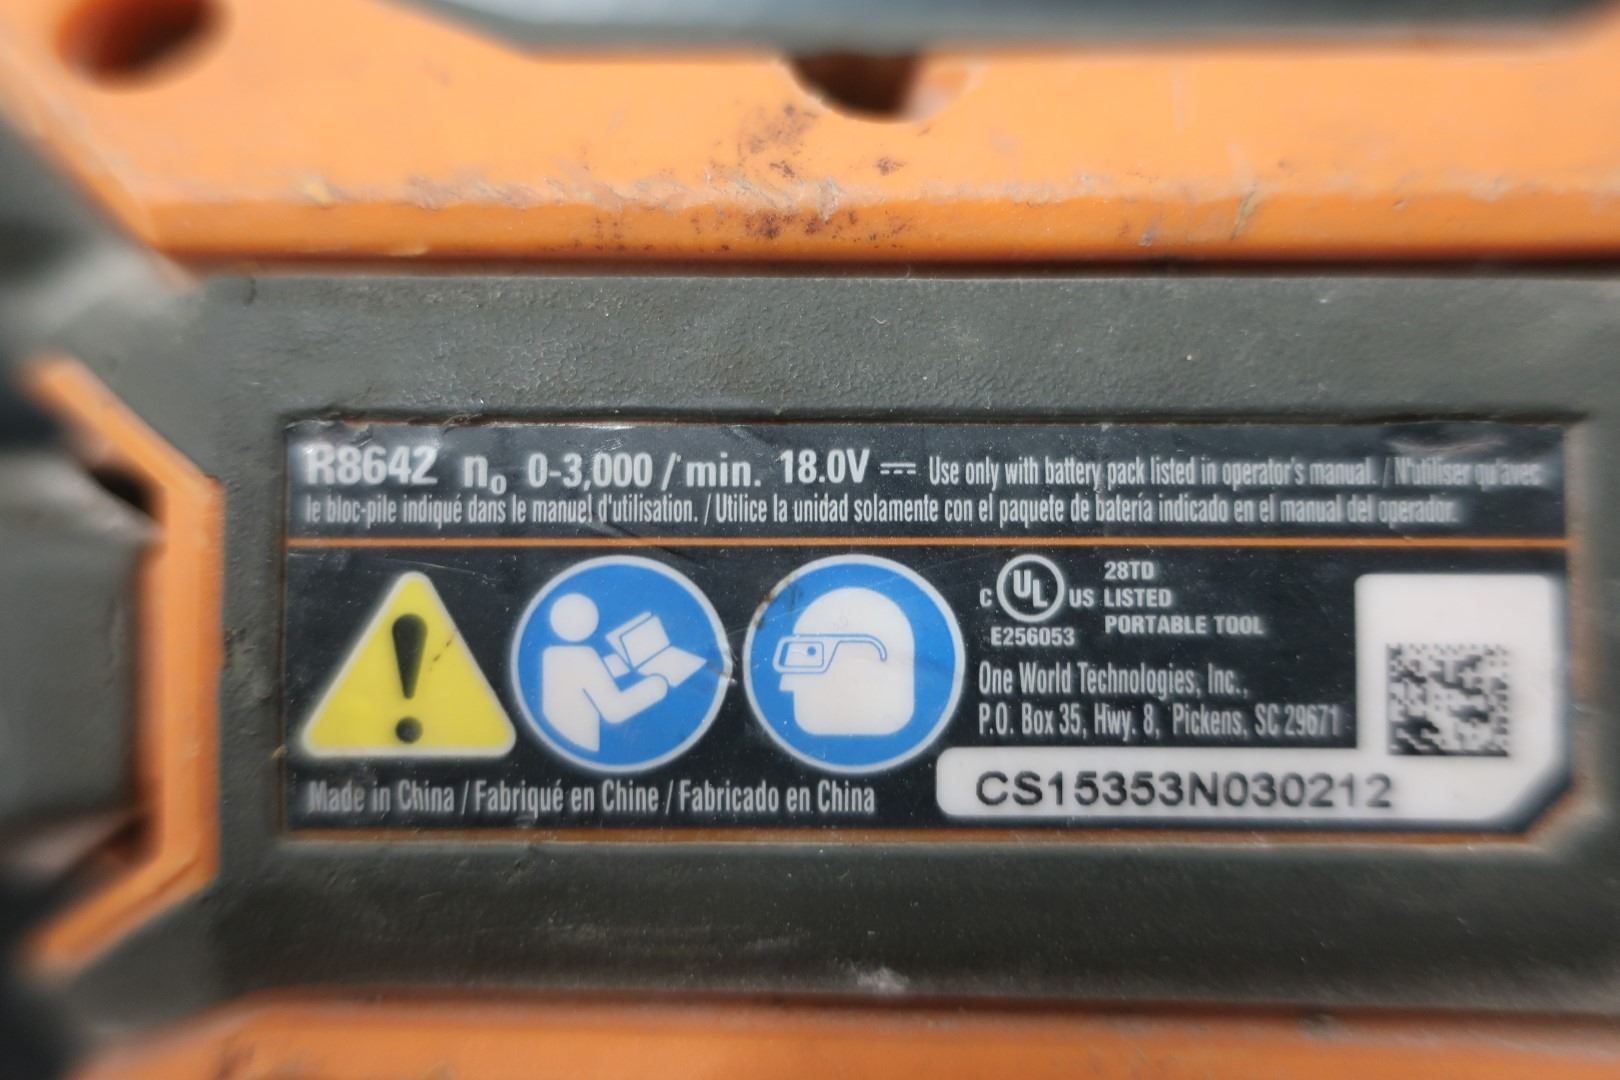 R8642 no 0-3,000 / min. 18.0V ⎓ Use only with battery pack listed in operator's manual. / N'utiliser qu'avec
le bloc-pile indiqué dans le manuel d'utilisation. / Utilice la unidad solamente con el paquete de batería indicado en el manual del operador.
C UL US
28TD
LISTED
PORTABLE TOOL
E256053
One World Technologies, Inc.,
P.O. Box 35, Hwy. 8, Pickens, SC 29671
Made in China / Fabriqué en Chine / Fabricado en China
CS15353N030212